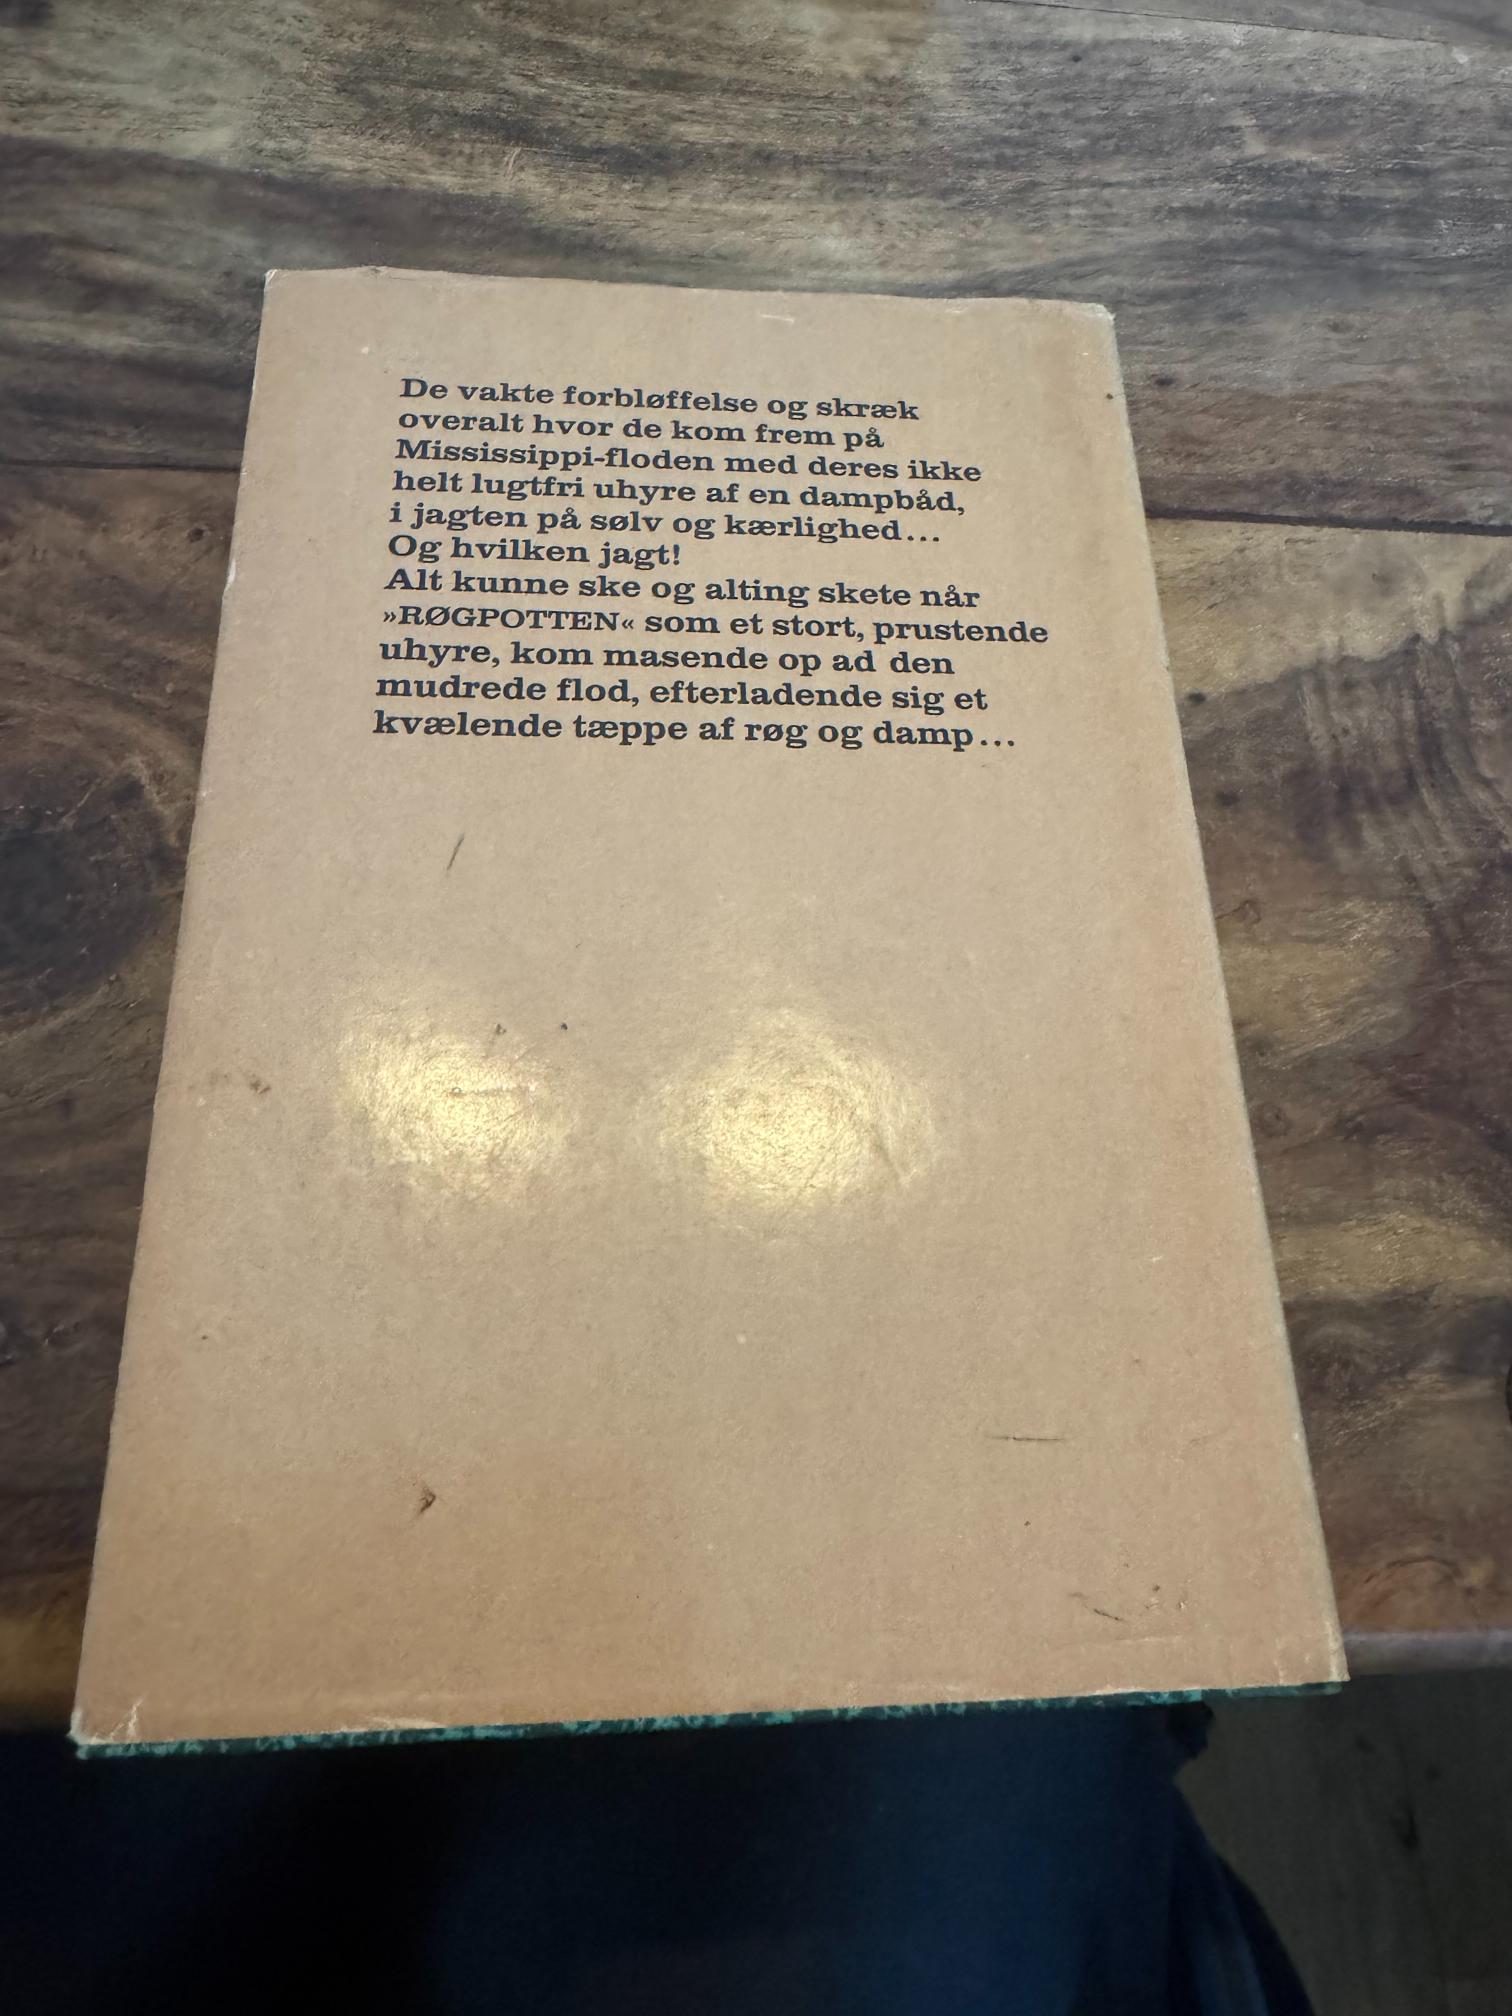 De vakte forbløffelse og skræk
overalt hvor de kom frem på
Mississippi-floden med deres ikke
helt lugtfri uhyre af en dampbåd,
i jagten på sølv og kærlighed...
Og hvilken jagt!
Alt kunne ske og alting skete når
»RØGPOTTEN« som et stort, prustende
uhyre, kom masende op ad den
mudrede flod, efterladende sig et
kvælende tæppe af røg og damp...